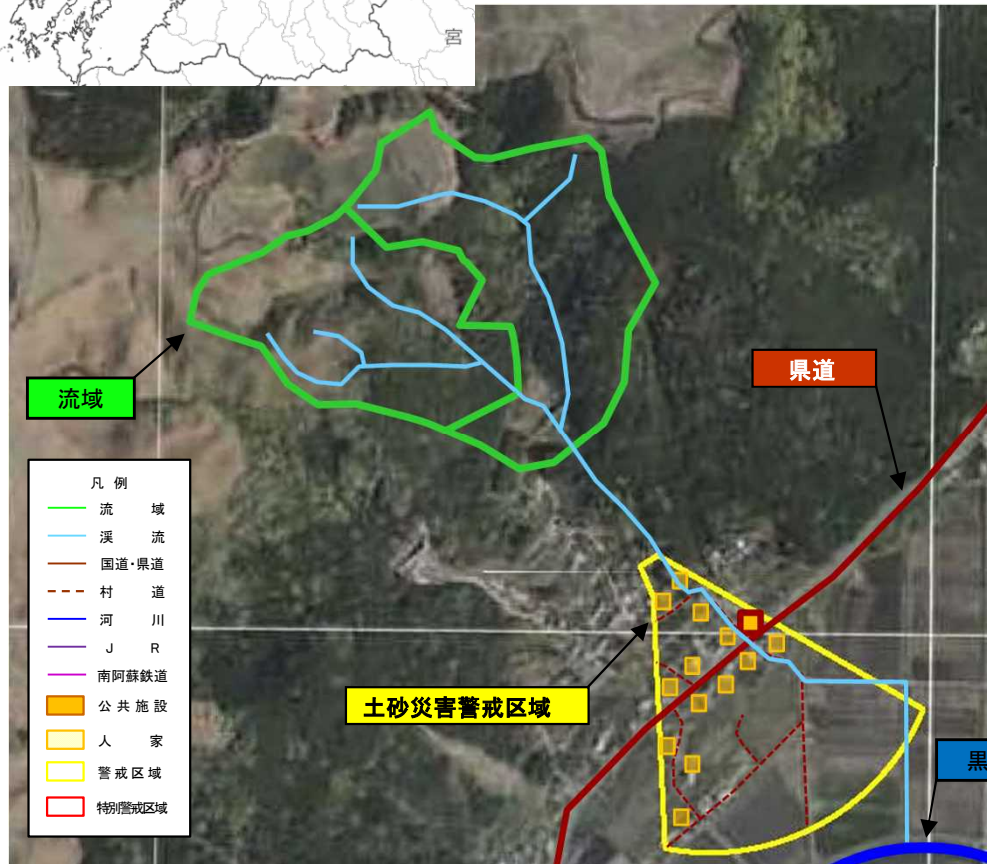 宮
県道
流域
凡例
流域
溪流
国道・県道
村道
河川
JR
南阿蘇鉄道
公共施設
人家
警戒区域
特別警戒区域
土砂災害警戒区域
黒